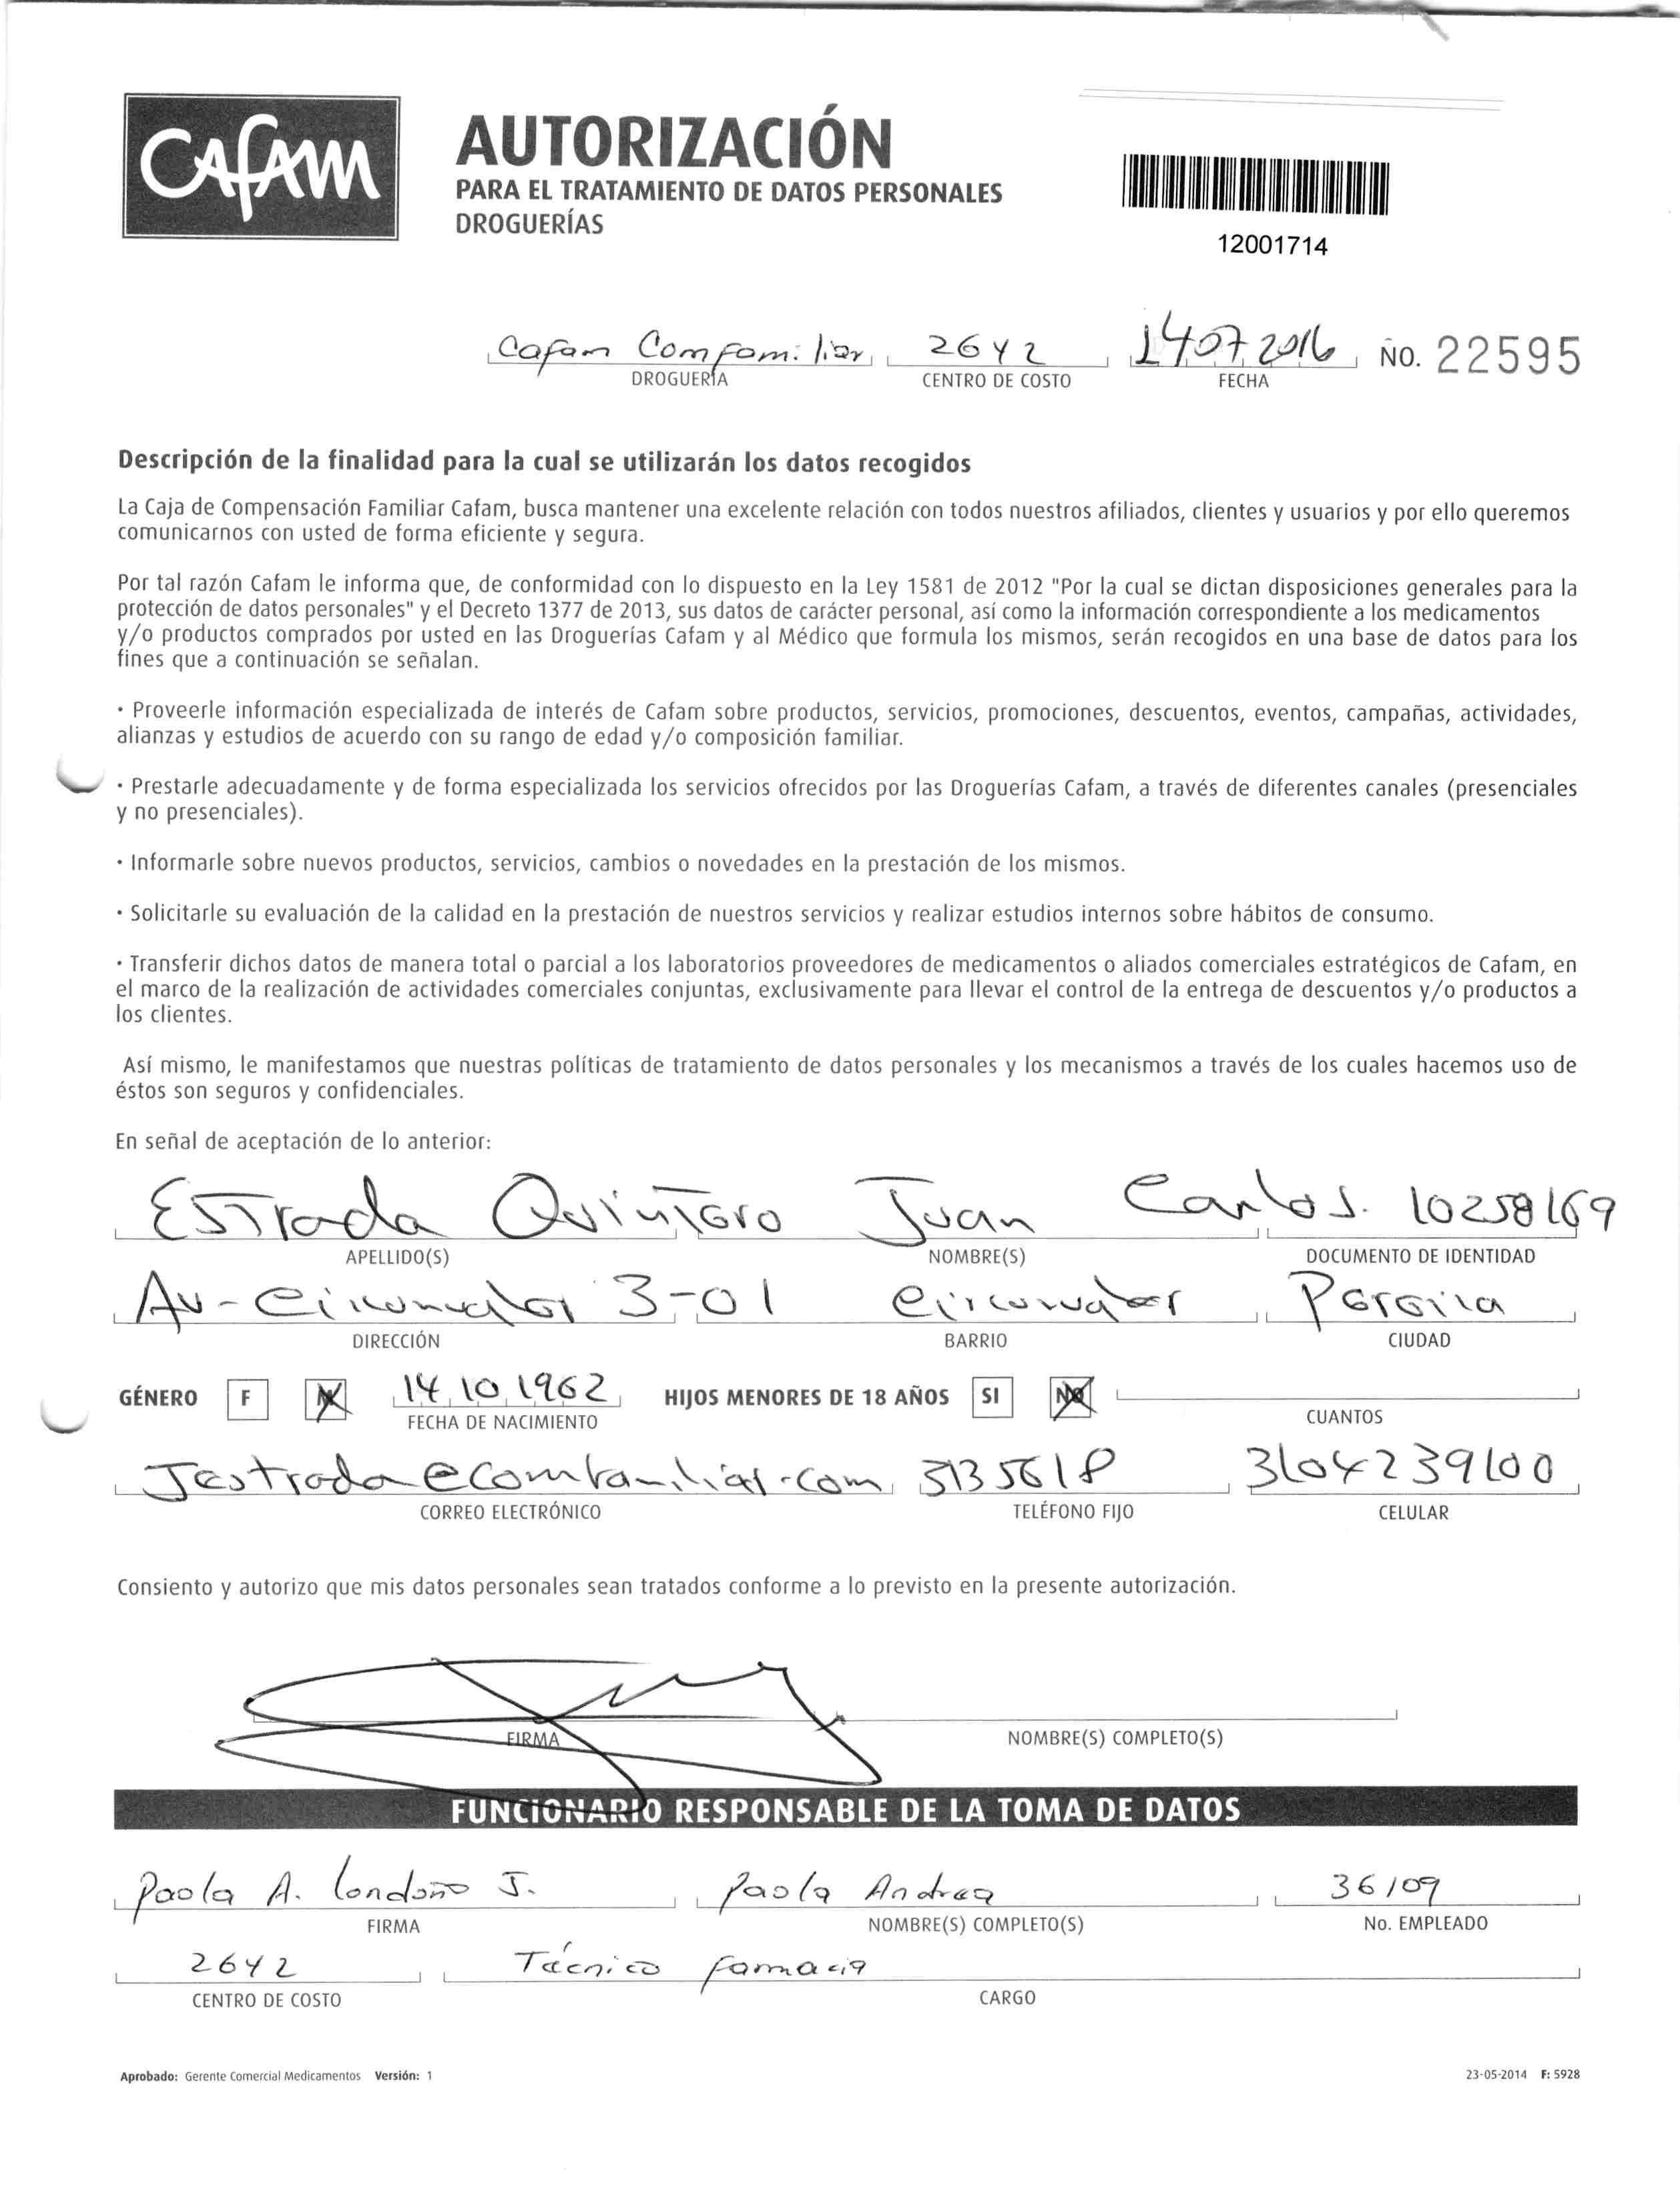 CAFAM
AUTORIZACIÓN
PARA EL TRATAMIENTO DE DATOS PERSONALES
DROGUERÍAS
12001714
Cafam Comfamiliar 2642 14 07 2016 No. 22595
DROGUERÍA CENTRO DE COSTO FECHA
Descripción de la finalidad para la cual se utilizarán los datos recogidos
La Caja de Compensación Familiar Cafam, busca mantener una excelente relación con todos nuestros afiliados, clientes y usuarios y por ello queremos
comunicarnos con usted de forma eficiente y segura.
Por tal razón Cafam le informa que, de conformidad con lo dispuesto en la Ley 1581 de 2012 "Por la cual se dictan disposiciones generales para la
protección de datos personales" y el Decreto 1377 de 2013, sus datos de carácter personal, así como la información correspondiente a los medicamentos
y/o productos comprados por usted en las Droguerías Cafam y al Médico que formula los mismos, serán recogidos en una base de datos para los
fines que a continuación se señalan.
· Proveerle información especializada de interés de Cafam sobre productos, servicios, promociones, descuentos, eventos, campañas, actividades,
alianzas y estudios de acuerdo con su rango de edad y/o composición familiar.
· Prestarle adecuadamente y de forma especializada los servicios ofrecidos por las Droguerías Cafam, a través de diferentes canales (presenciales
y no presenciales).
· Informarle sobre nuevos productos, servicios, cambios o novedades en la prestación de los mismos.
· Solicitarle su evaluación de la calidad en la prestación de nuestros servicios y realizar estudios internos sobre hábitos de consumo.
· Transferir dichos datos de manera total o parcial a los laboratorios proveedores de medicamentos o aliados comerciales estratégicos de Cafam, en
el marco de la realización de actividades comerciales conjuntas, exclusivamente para llevar el control de la entrega de descuentos y/o productos a
los clientes.
Así mismo, le manifestamos que nuestras políticas de tratamiento de datos personales y los mecanismos a través de los cuales hacemos uso de
éstos son seguros y confidenciales.
En señal de aceptación de lo anterior:
Estrada Quintero Juan Carlos. 10258169
APELLIDO(S) NOMBRE(S) DOCUMENTO DE IDENTIDAD
Av - Circunvalar 3-01 circunvalar Pereira
DIRECCIÓN BARRIO CIUDAD
GÉNERO F M 14 10 1962 HIJOS MENORES DE 18 AÑOS SI NO
FECHA DE NACIMIENTO CUANTOS
Jestrada@comfamiliar.com 3135618 3104239100
CORREO ELECTRÓNICO TELÉFONO FIJO CELULAR
Consiento y autorizo que mis datos personales sean tratados conforme a lo previsto en la presente autorización.
FIRMA NOMBRE(S) COMPLETO(S)
FUNCIONARIO RESPONSABLE DE LA TOMA DE DATOS
Paola A. Londoño J. Paola Andrea 36109
FIRMA NOMBRE(S) COMPLETO(S) No. EMPLEADO
2642 Técnico farmacia
CENTRO DE COSTO CARGO
Aprobado: Gerente Comercial Medicamentos Versión: 1 23-05-2014 F: 5928